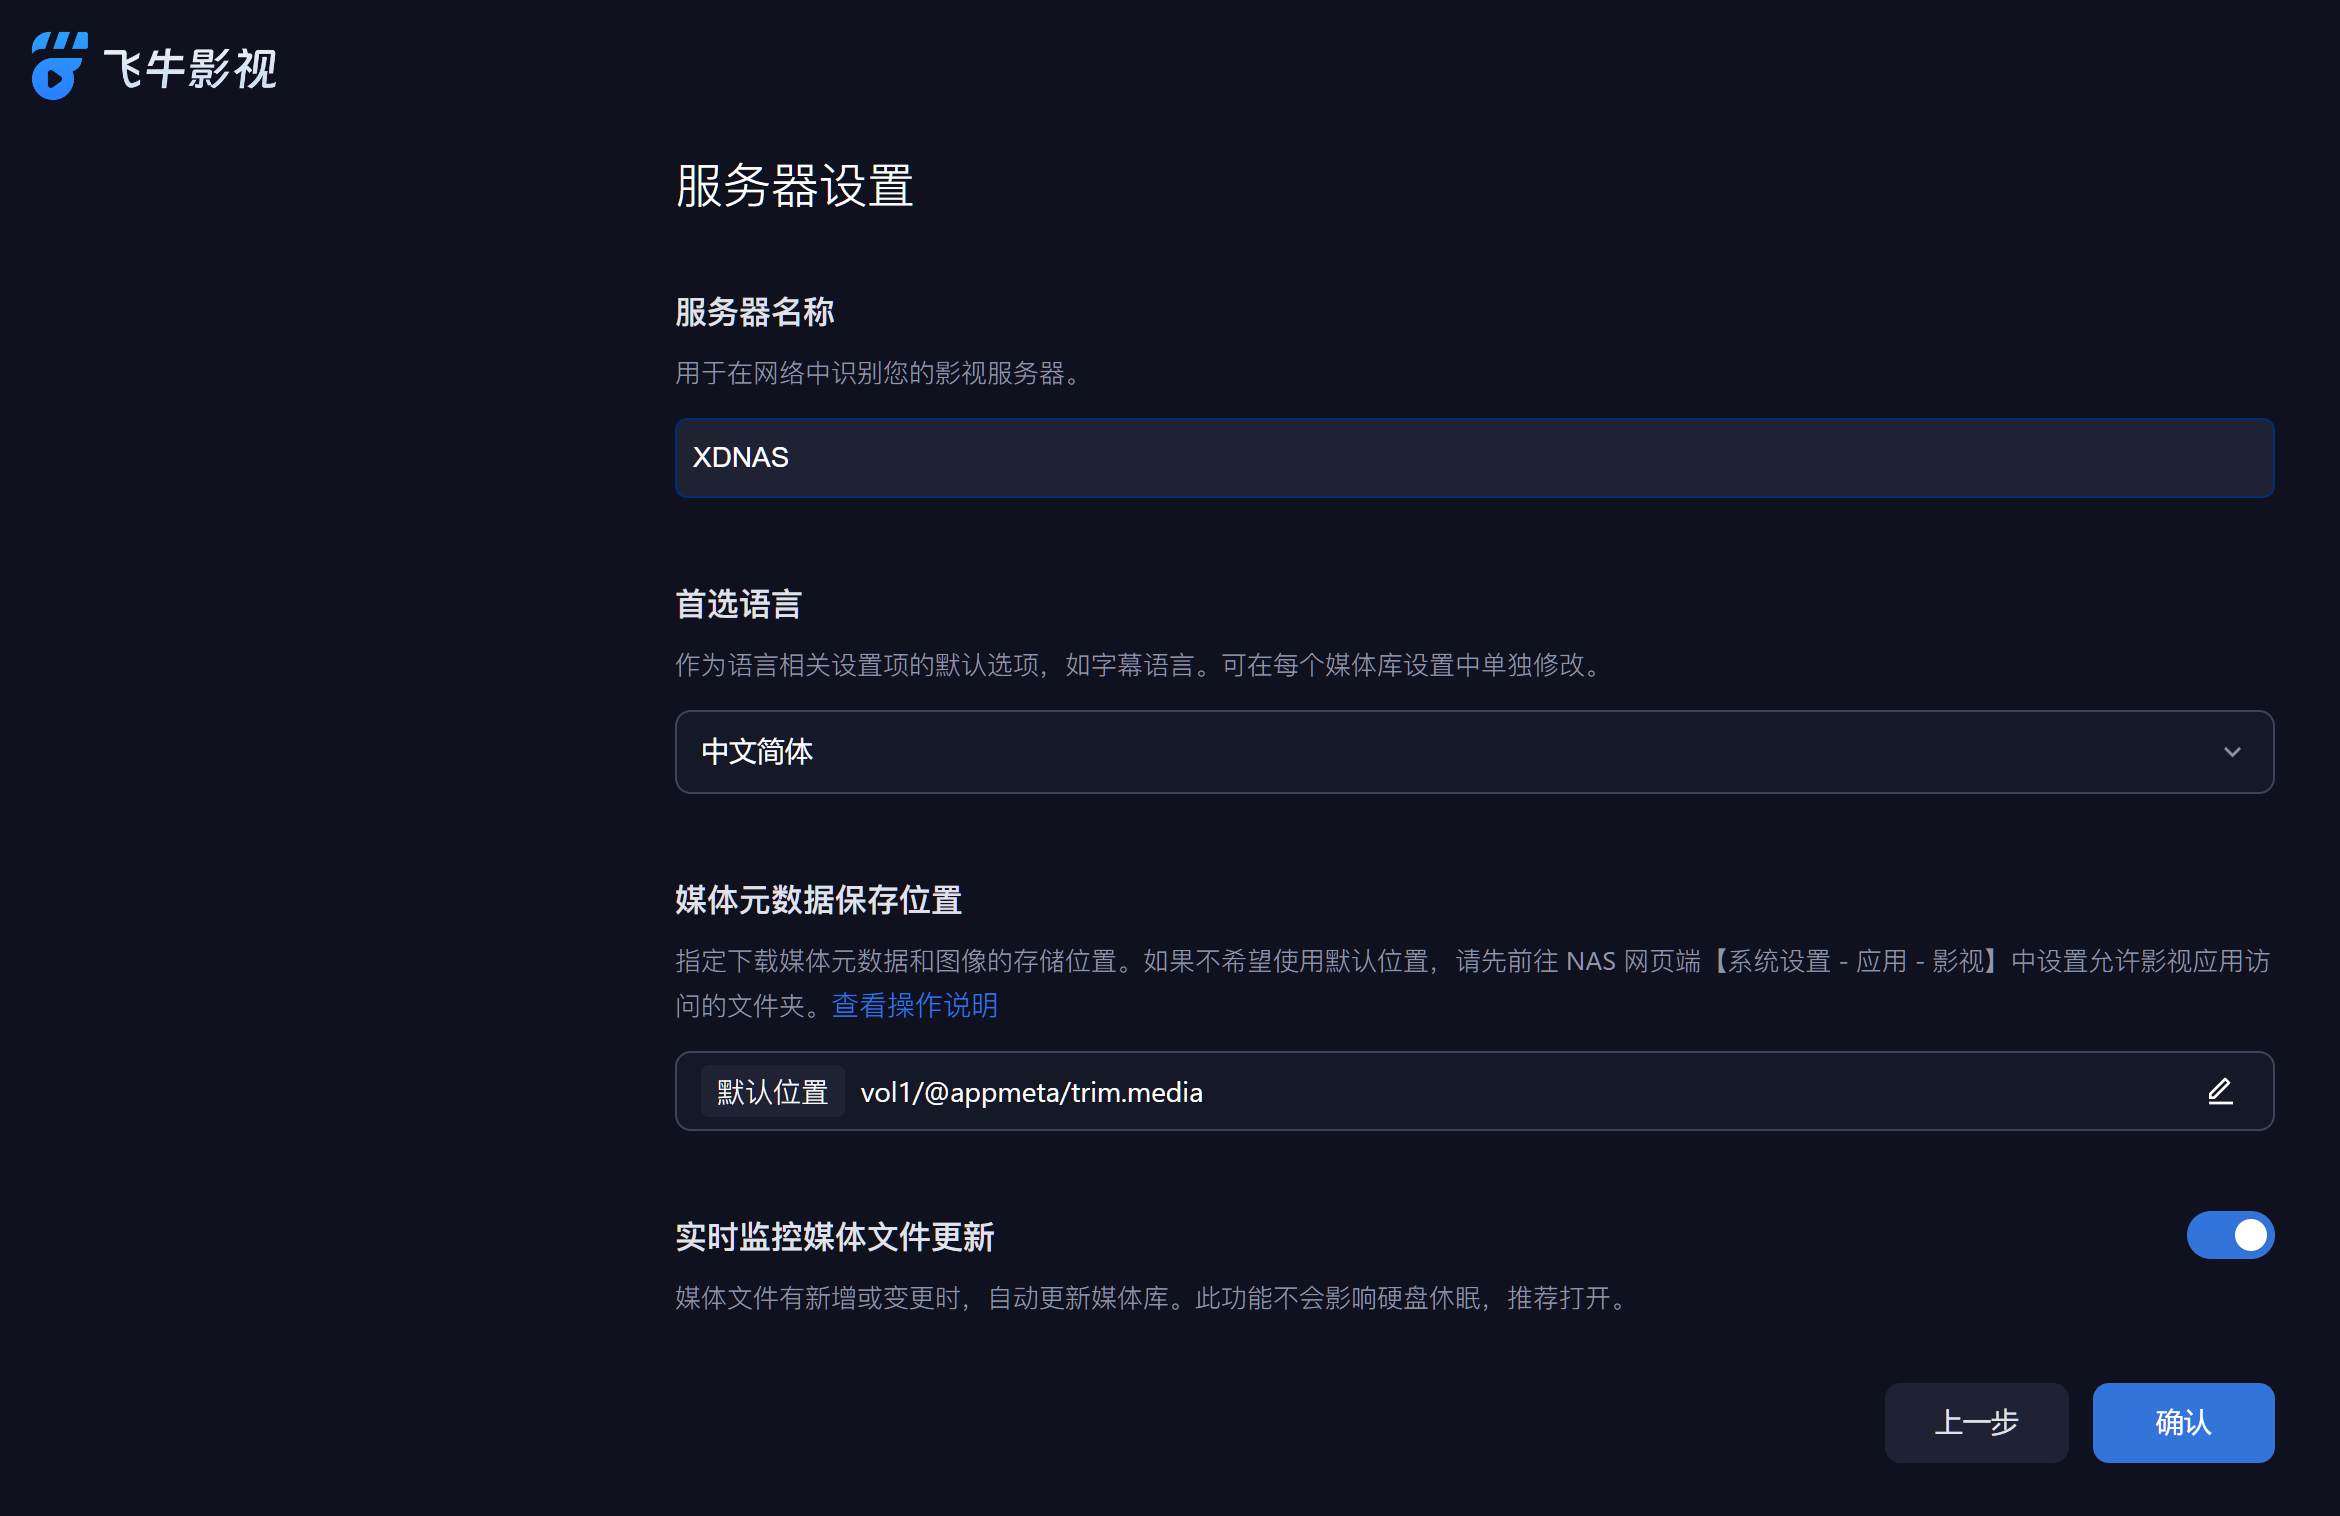 飞牛影视
服务器设置
服务器名称
用于在网络中识别您的影视服务器。
XDNAS
首选语言
作为语言相关设置项的默认选项，如字幕语言。可在每个媒体库设置中单独修改。
中文简体
媒体元数据保存位置
指定下载媒体元数据和图像的存储位置。如果不希望使用默认位置，请先前往 NAS 网页端【系统设置 - 应用 - 影视】中设置允许影视应用访
问的文件夹。查看操作说明
默认位置 vol1/@appmeta/trim.media
实时监控媒体文件更新
媒体文件有新增或变更时，自动更新媒体库。此功能不会影响硬盘休眠，推荐打开。
上一步 确认